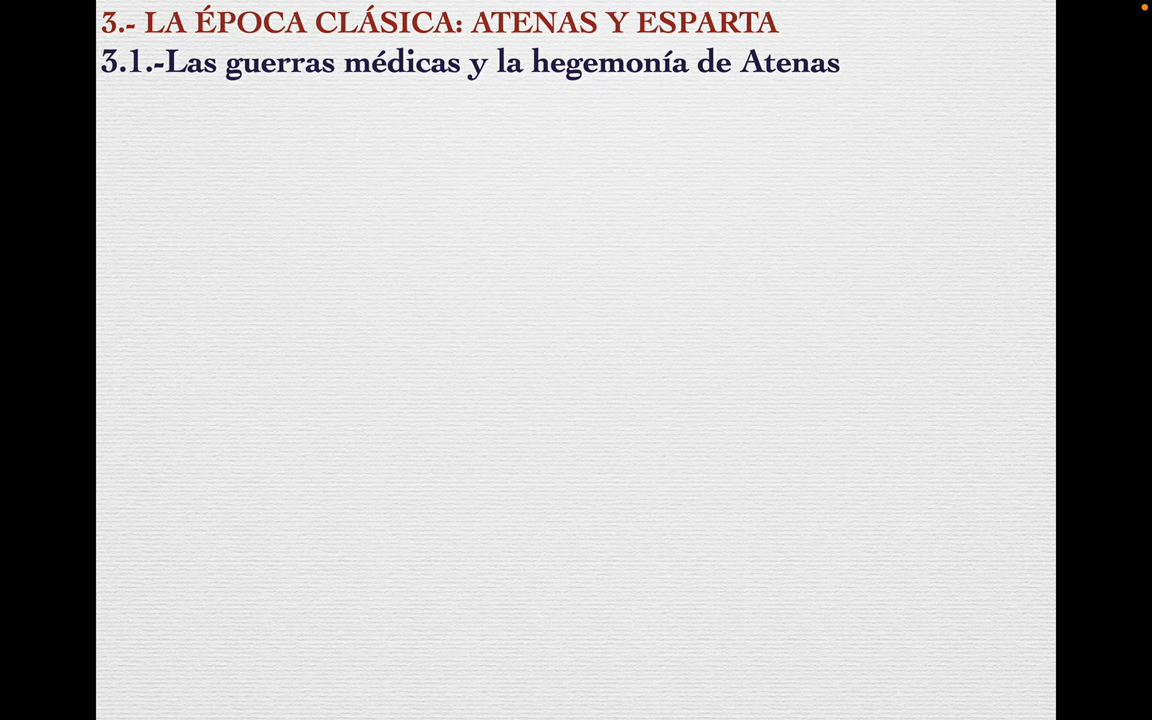 3.- LA ÉPOCA CLÁSICA: ATENAS Y ESPARTA
3.1.-Las guerras médicas y la hegemonía de Atenas